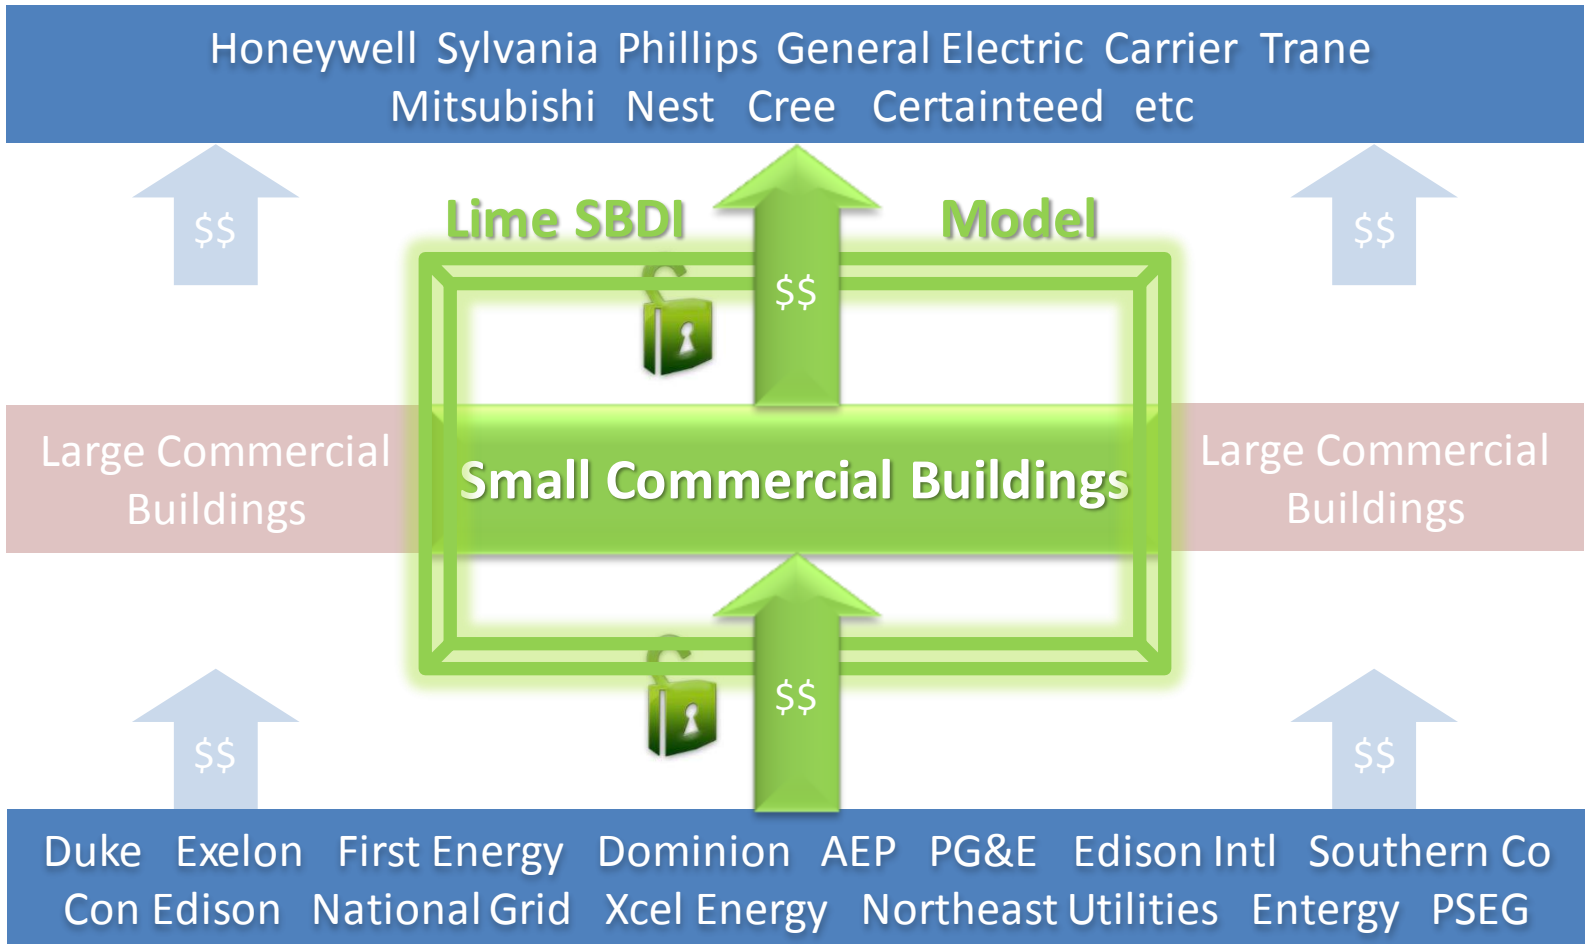 Honeywell Sylvania Phillips General Electric Carrier Trane
Mitsubishi Nest Cree Certainteed etc
Lime SBDI Model
$$ $$ $$
Large Commercial
Buildings
Small Commercial Buildings
Large Commercial
Buildings
$$ $$ $$
Duke Exelon First Energy Dominion AEP PG&E Edison Intl Southern Co
Con Edison National Grid Xcel Energy Northeast Utilities Entergy PSEG